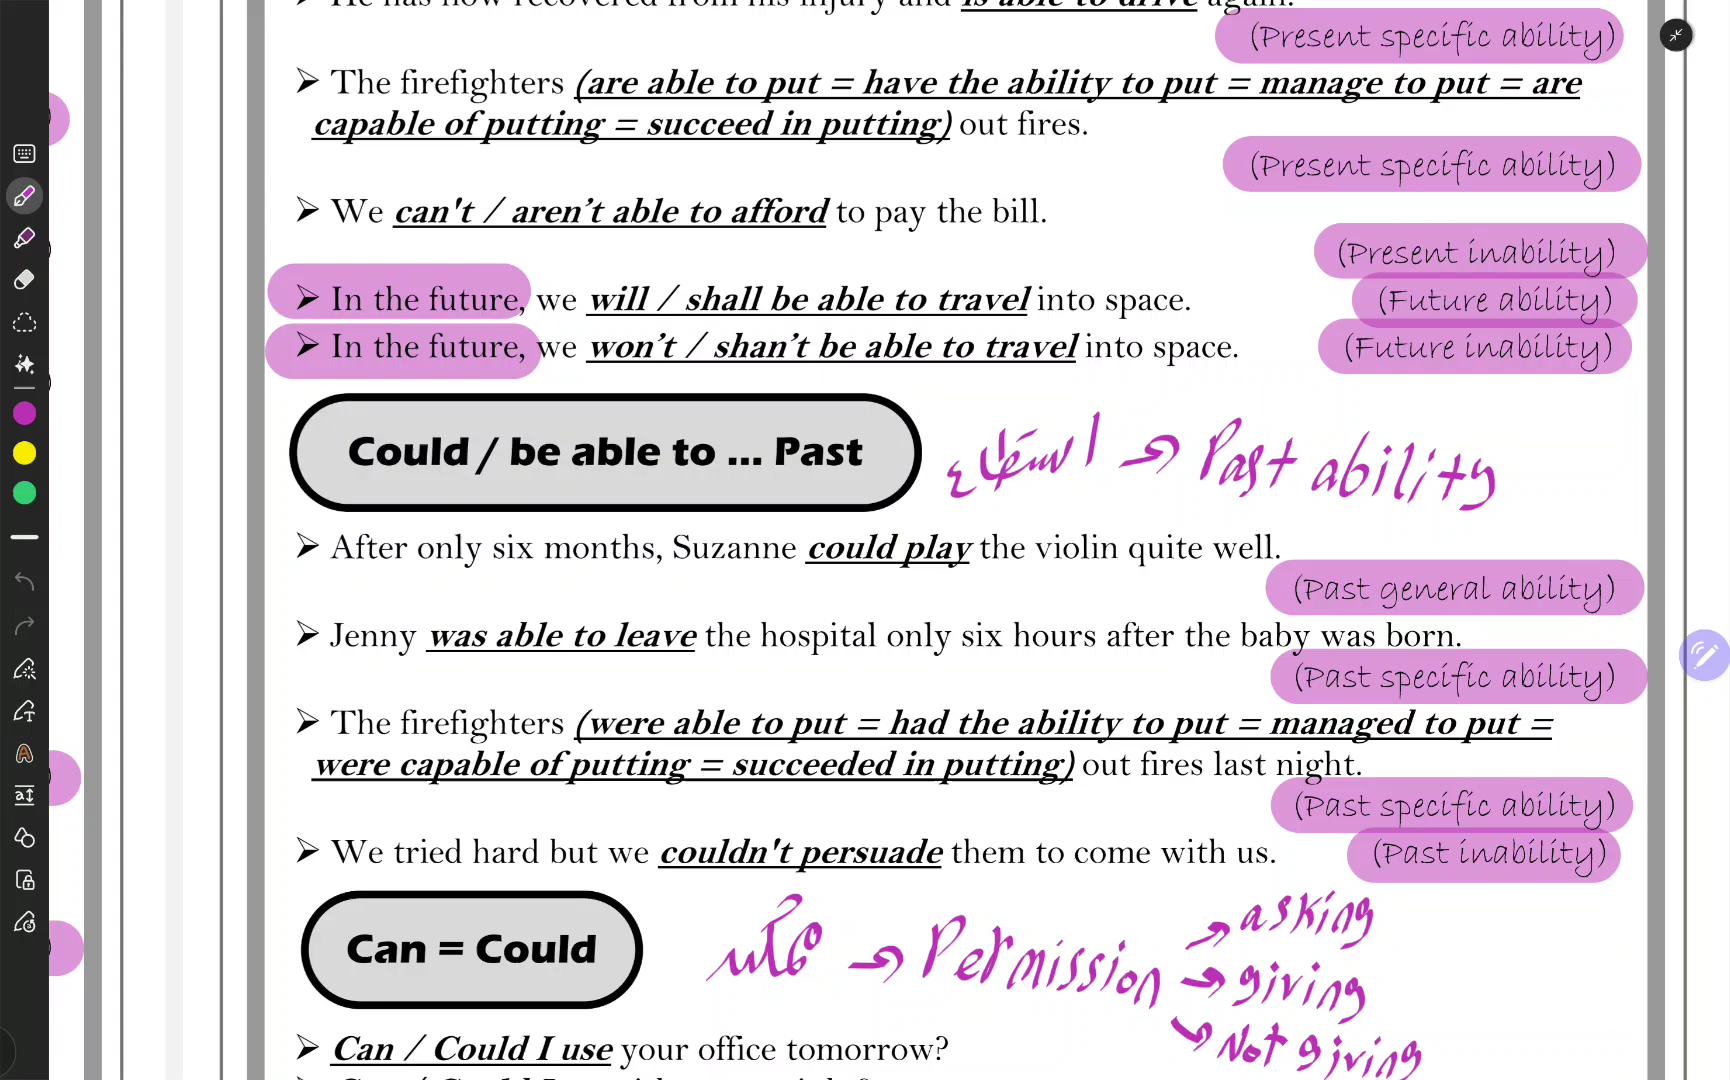 ➢ He has now recovered from his injury and is able to drive again.
(Present specific ability)
➢ The firefighters (are able to put = have the ability to put = manage to put = are
capable of putting = succeed in putting) out fires.
(Present specific ability)
➢ We can't / aren’t able to afford to pay the bill.
(Present inability)
➢ In the future, we will / shall be able to travel into space. (Future ability)
➢ In the future, we won’t / shan’t be able to travel into space. (Future inability)
Could / be able to ... Past استطاع → Past ability
➢ After only six months, Suzanne could play the violin quite well.
(Past general ability)
➢ Jenny was able to leave the hospital only six hours after the baby was born.
(Past specific ability)
➢ The firefighters (were able to put = had the ability to put = managed to put =
were capable of putting = succeeded in putting) out fires last night.
(Past specific ability)
➢ We tried hard but we couldn't persuade them to come with us. (Past inability)
Can = Could → Permission → asking
→ giving
→ Not giving
➢ Can / Could I use your office tomorrow?